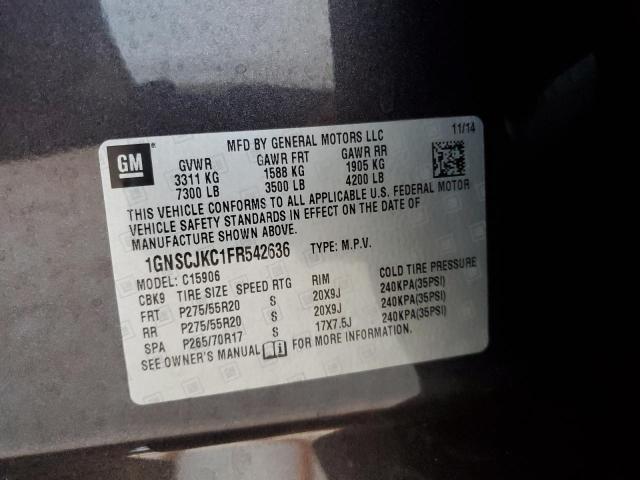 11/14
MFD BY GENERAL MOTORS LLC
GM
GVWR GAWR FRT GAWR RR
3311 KG 1588 KG 1905 KG
7300 LB 3500 LB 4200 LB
THIS VEHICLE CONFORMS TO ALL APPLICABLE U.S. FEDERAL MOTOR
VEHICLE SAFETY STANDARDS IN EFFECT ON THE DATE OF
MANUFACTURE SHOWN ABOVE.
1GNSCJKC1FR542636 TYPE: M.P.V.
MODEL: C15906
CBK9 TIRE SIZE SPEED RTG RIM COLD TIRE PRESSURE
FRT P275/55R20 S 20X9J 240KPA(35PSI)
RR P275/55R20 S 20X9J 240KPA(35PSI)
SPA P265/70R17 S 17X7.5J 240KPA(35PSI)
SEE OWNER'S MANUAL FOR MORE INFORMATION.